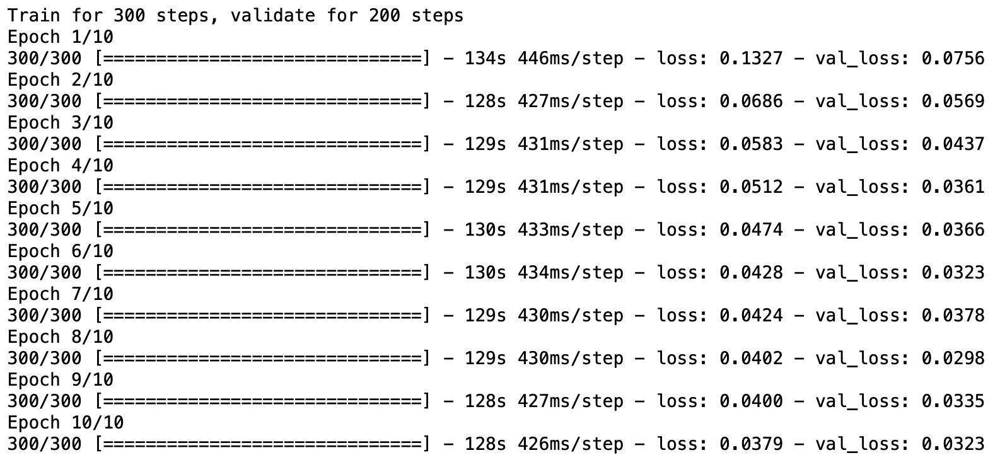 Train for 300 steps, validate for 200 steps
Epoch 1/10
300/300 [==============================] - 134s 446ms/step - loss: 0.1327 - val_loss: 0.0756
Epoch 2/10
300/300 [==============================] - 128s 427ms/step - loss: 0.0686 - val_loss: 0.0569
Epoch 3/10
300/300 [==============================] - 129s 431ms/step - loss: 0.0583 - val_loss: 0.0437
Epoch 4/10
300/300 [==============================] - 129s 431ms/step - loss: 0.0512 - val_loss: 0.0361
Epoch 5/10
300/300 [==============================] - 130s 433ms/step - loss: 0.0474 - val_loss: 0.0366
Epoch 6/10
300/300 [==============================] - 130s 434ms/step - loss: 0.0428 - val_loss: 0.0323
Epoch 7/10
300/300 [==============================] - 129s 430ms/step - loss: 0.0424 - val_loss: 0.0378
Epoch 8/10
300/300 [==============================] - 129s 430ms/step - loss: 0.0402 - val_loss: 0.0298
Epoch 9/10
300/300 [==============================] - 128s 427ms/step - loss: 0.0400 - val_loss: 0.0335
Epoch 10/10
300/300 [==============================] - 128s 426ms/step - loss: 0.0379 - val_loss: 0.0323